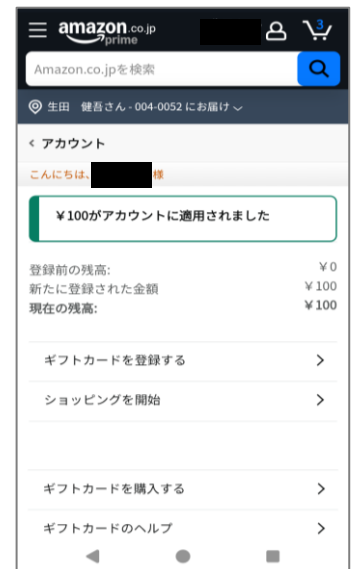 amazon.co.jp
prime
3
Amazon.co.jpを検索
生田 健吾さん - 004-0052 にお届け
アカウント
こんにちは、 様
￥100がアカウントに適用されました
登録前の残高: ￥0
新たに登録された金額 ￥100
現在の残高: ￥100
ギフトカードを登録する
ショッピングを開始
ギフトカードを購入する
ギフトカードのヘルプ